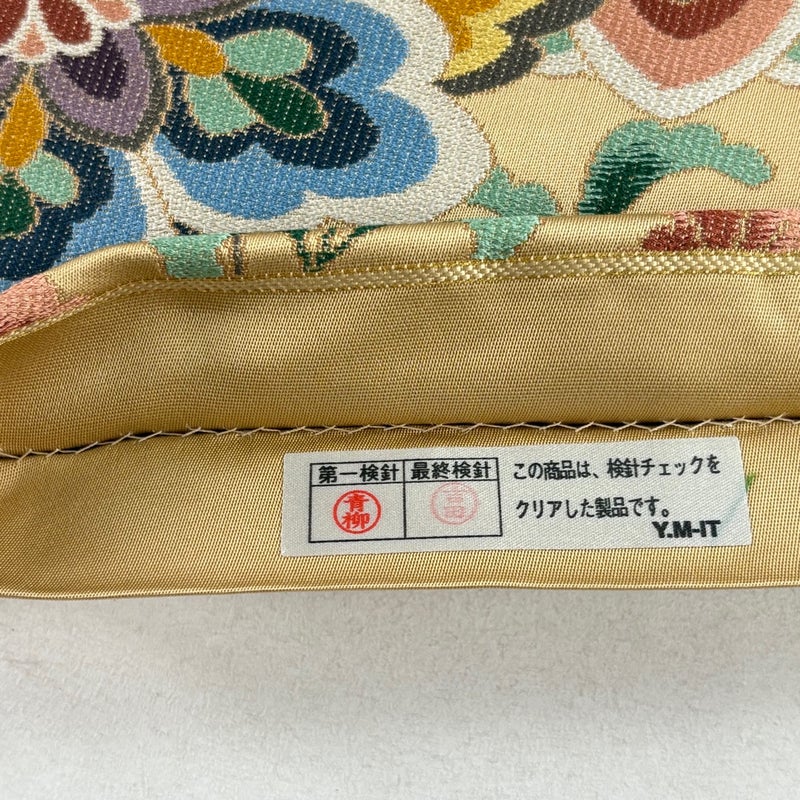 第一検針 最終検針
青柳
この商品は、検針チェックを
クリアした製品です。
Y.M-IT